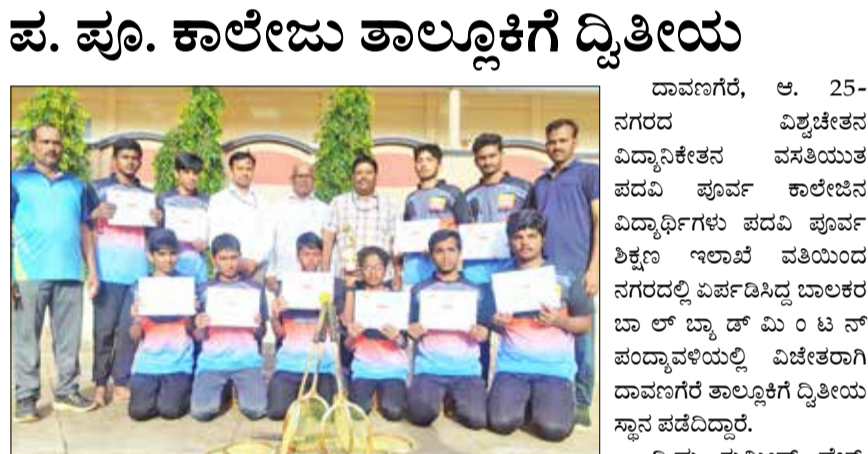 ಪ. ಪೂ. ಕಾಲೇಜು ತಾಲ್ಲೂಕಿಗೆ ದ್ವಿತೀಯ
ದಾವಣಗೆರೆ, ಆ. 25-
ನಗರದ ವಿಶ್ವಚೇತನ
ವಿದ್ಯಾನಿಕೇತನ ವಸತಿಯುತ
ಪದವಿ ಪೂರ್ವ ಕಾಲೇಜಿನ
ವಿದ್ಯಾರ್ಥಿಗಳು ಪದವಿ ಪೂರ್ವ
ಶಿಕ್ಷಣ ಇಲಾಖೆ ವತಿಯಿಂದ
ನಗರದಲ್ಲಿ ಏರ್ಪಡಿಸಿದ್ದ ಬಾಲಕರ
ಬಾ ಲ್ ಬ್ಯಾ ಡ್ ಮಿ ಂ ಟ ನ್
ಪಂದ್ಯಾವಳಿಯಲ್ಲಿ ವಿಜೇತರಾಗಿ
ದಾವಣಗೆರೆ ತಾಲ್ಲೂಕಿಗೆ ದ್ವಿತೀಯ
ಸ್ಥಾನ ಪಡೆದಿದ್ದಾರೆ.